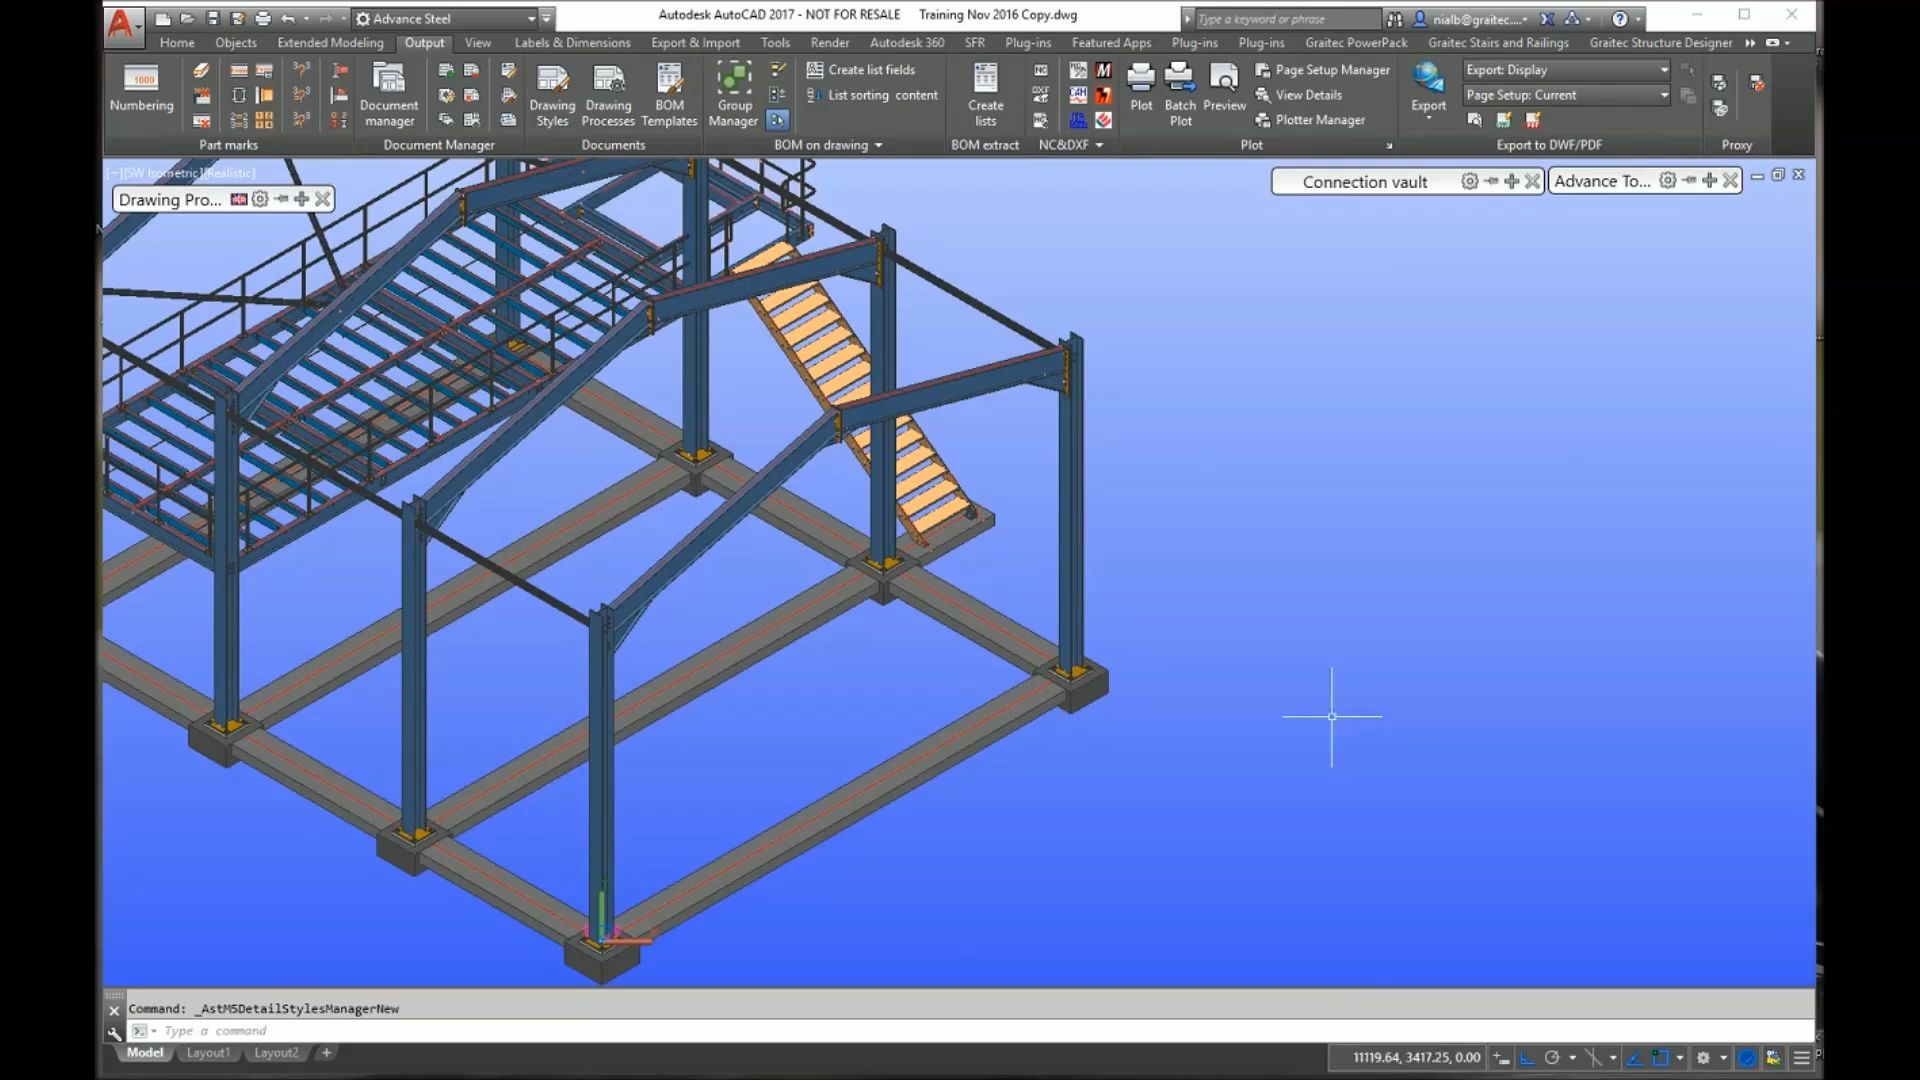 Advance Steel
Autodesk AutoCAD 2017 - NOT FOR RESALE Training Nov 2016 Copy.dwg
Type a keyword or phrase
nialb@graitec....
Home Objects Extended Modeling Output View Labels & Dimensions Export & Import Tools Render Autodesk 360 SFR Plug-ins Featured Apps Plug-ins Plug-ins Graitec PowerPack Graitec Stairs and Railings Graitec Structure Designer
Numbering
Document manager
Drawing Styles
Drawing Processes
BOM Templates
Group Manager
Create list fields
List sorting content
Create lists
Plot
Batch Plot
Preview
Page Setup Manager
View Details
Plotter Manager
Export
Export: Display
Page Setup: Current
Part marks
Document Manager
Documents
BOM on drawing
BOM extract
NC&DXF
Plot
Export to DWF/PDF
Proxy
[−][SW Isometric][Realistic]
Drawing Pro...
Connection vault
Advance To...
Command: _AstM5DetailStylesManagerNew
Type a command
Model Layout1 Layout2 +
11119.64, 3417.25, 0.00